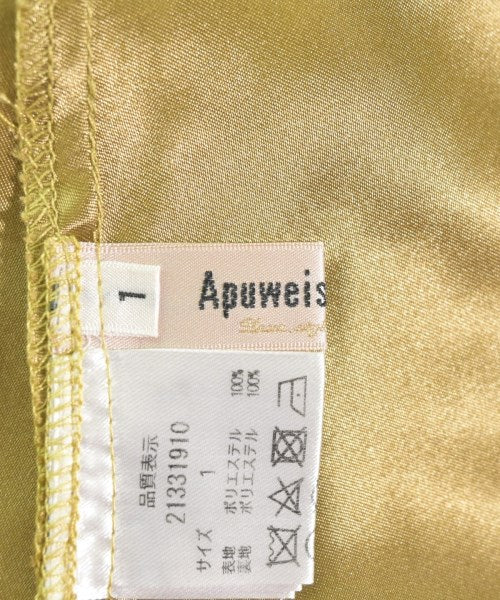 1
Apuweis
品質表示
21331910
サイズ 1
表地 ポリエステル 100%
裏地 ポリエステル 100%